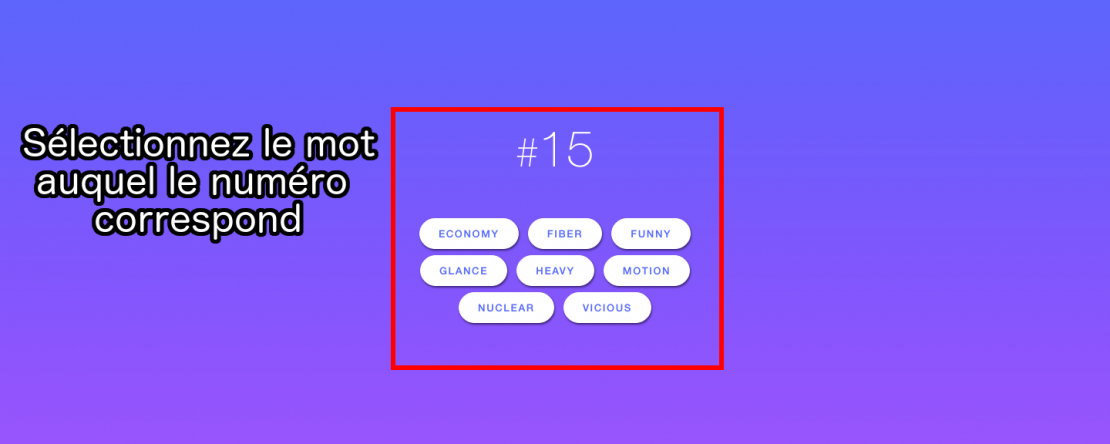 Sélectionnez le mot
auquel le numéro
correspond
#15
ECONOMY FIBER FUNNY
GLANCE HEAVY MOTION
NUCLEAR VICIOUS